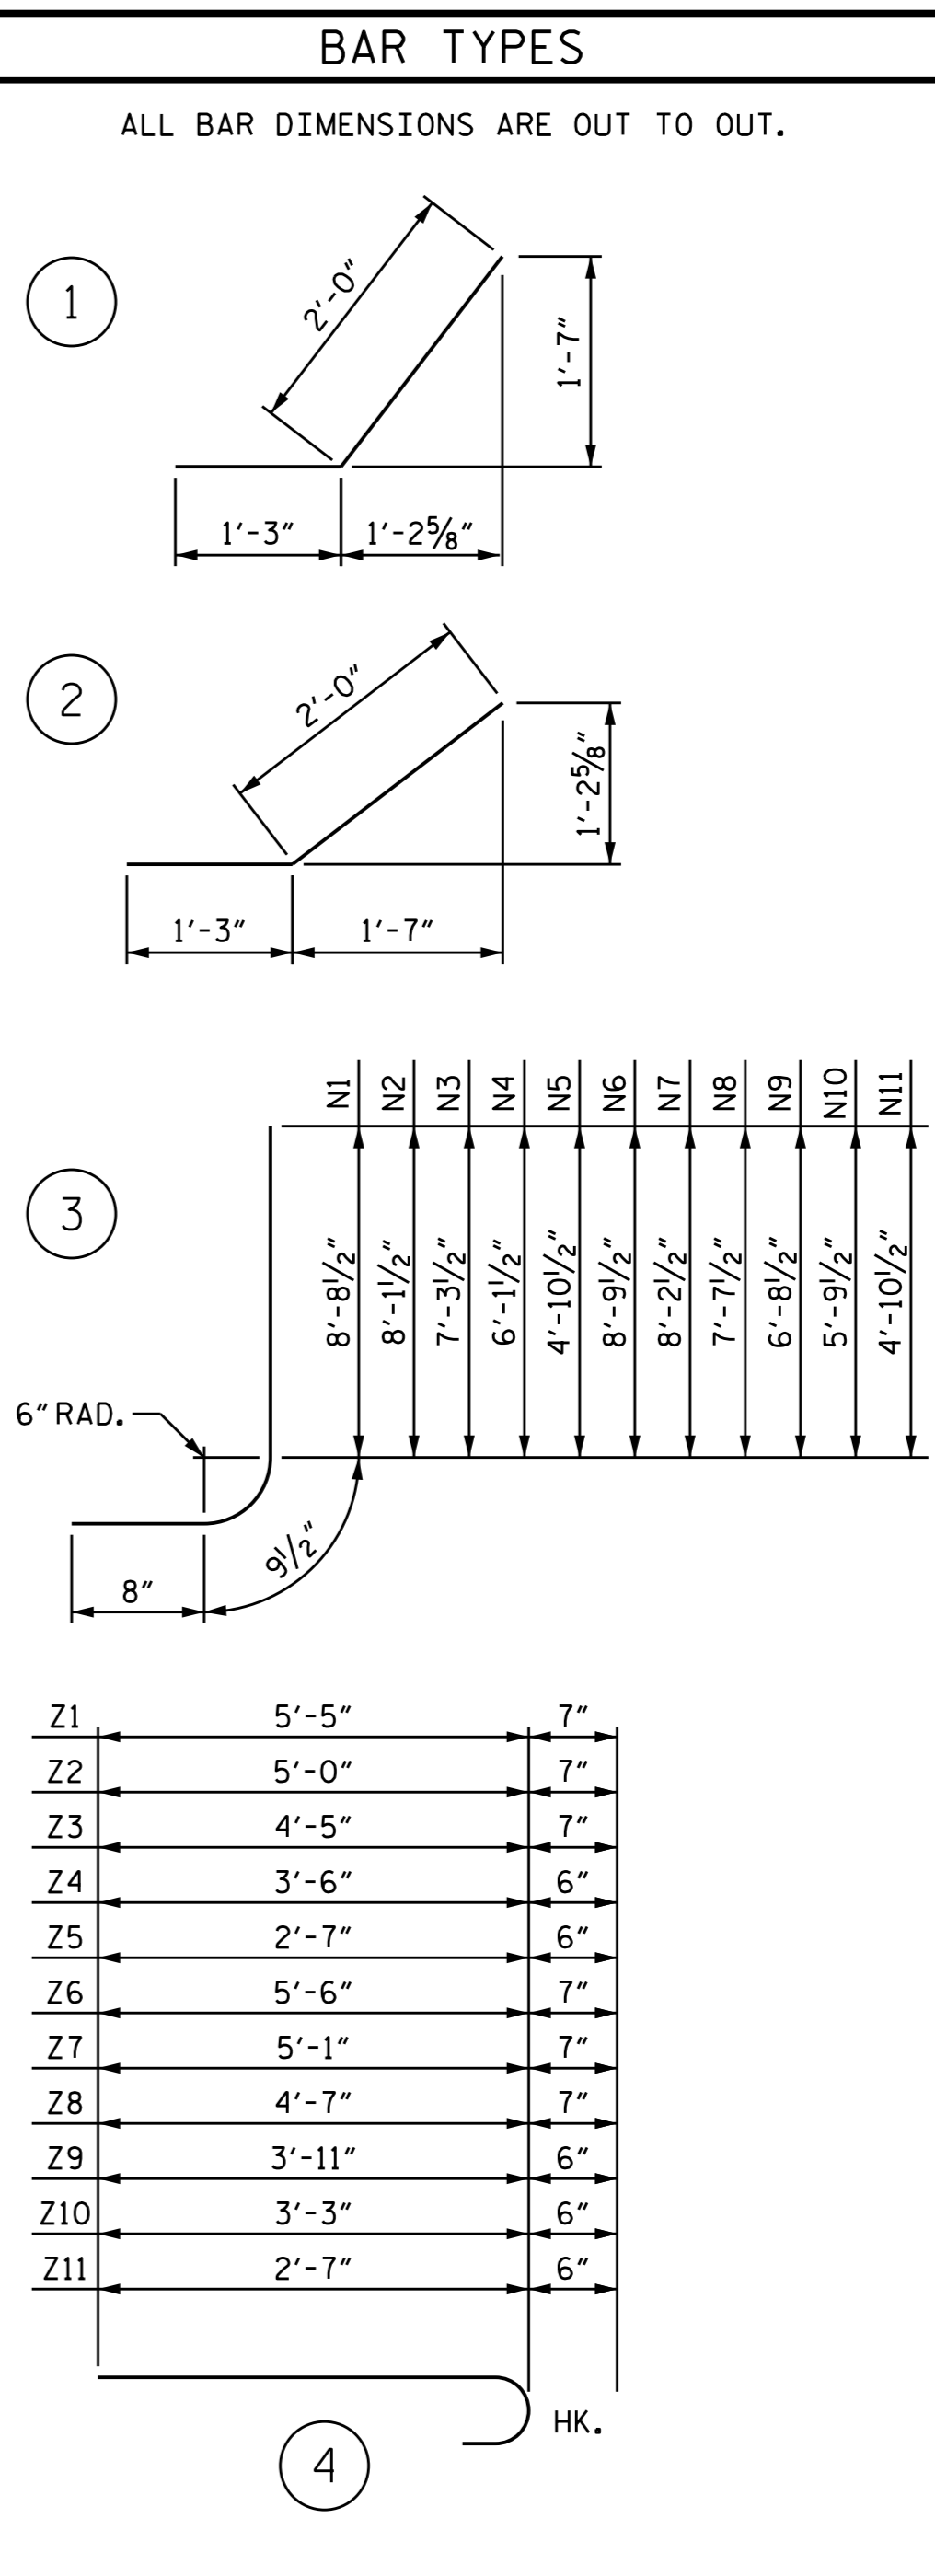 BAR TYPES
ALL BAR DIMENSIONS ARE OUT TO OUT.
1
2'-0"
1'-7"
1'-3" 1'-2⅝"
2
2'-0"
1'-2⅝"
1'-3" 1'-7"
3
N1 N2 N3 N4 N5 N6 N7 N8 N9 N10 N11
8'-8½" 8'-1½" 7'-3½" 6'-1½" 4'-10½" 8'-9½" 8'-2½" 7'-7½" 6'-8½" 5'-9½" 4'-10½"
6" RAD.
9½"
8"
Z1 5'-5" 7"
Z2 5'-0" 7"
Z3 4'-5" 7"
Z4 3'-6" 6"
Z5 2'-7" 6"
Z6 5'-6" 7"
Z7 5'-1" 7"
Z8 4'-7" 7"
Z9 3'-11" 6"
Z10 3'-3" 6"
Z11 2'-7" 6"
HK.
4